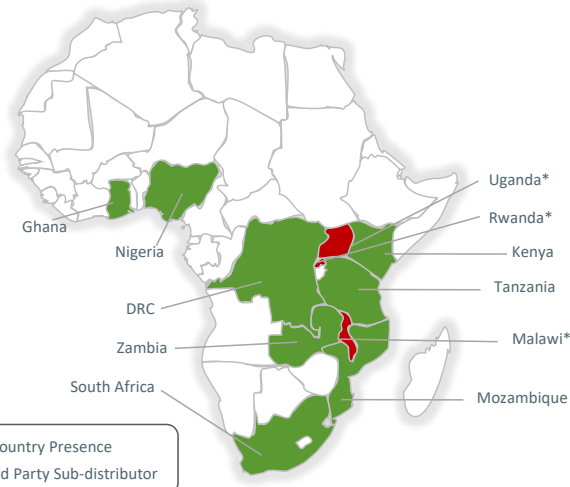 Uganda*
Rwanda*
Ghana
Nigeria
Kenya
Tanzania
DRC
Malawi*
Zambia
South Africa
Mozambique
ountry Presence
d Party Sub-distributor